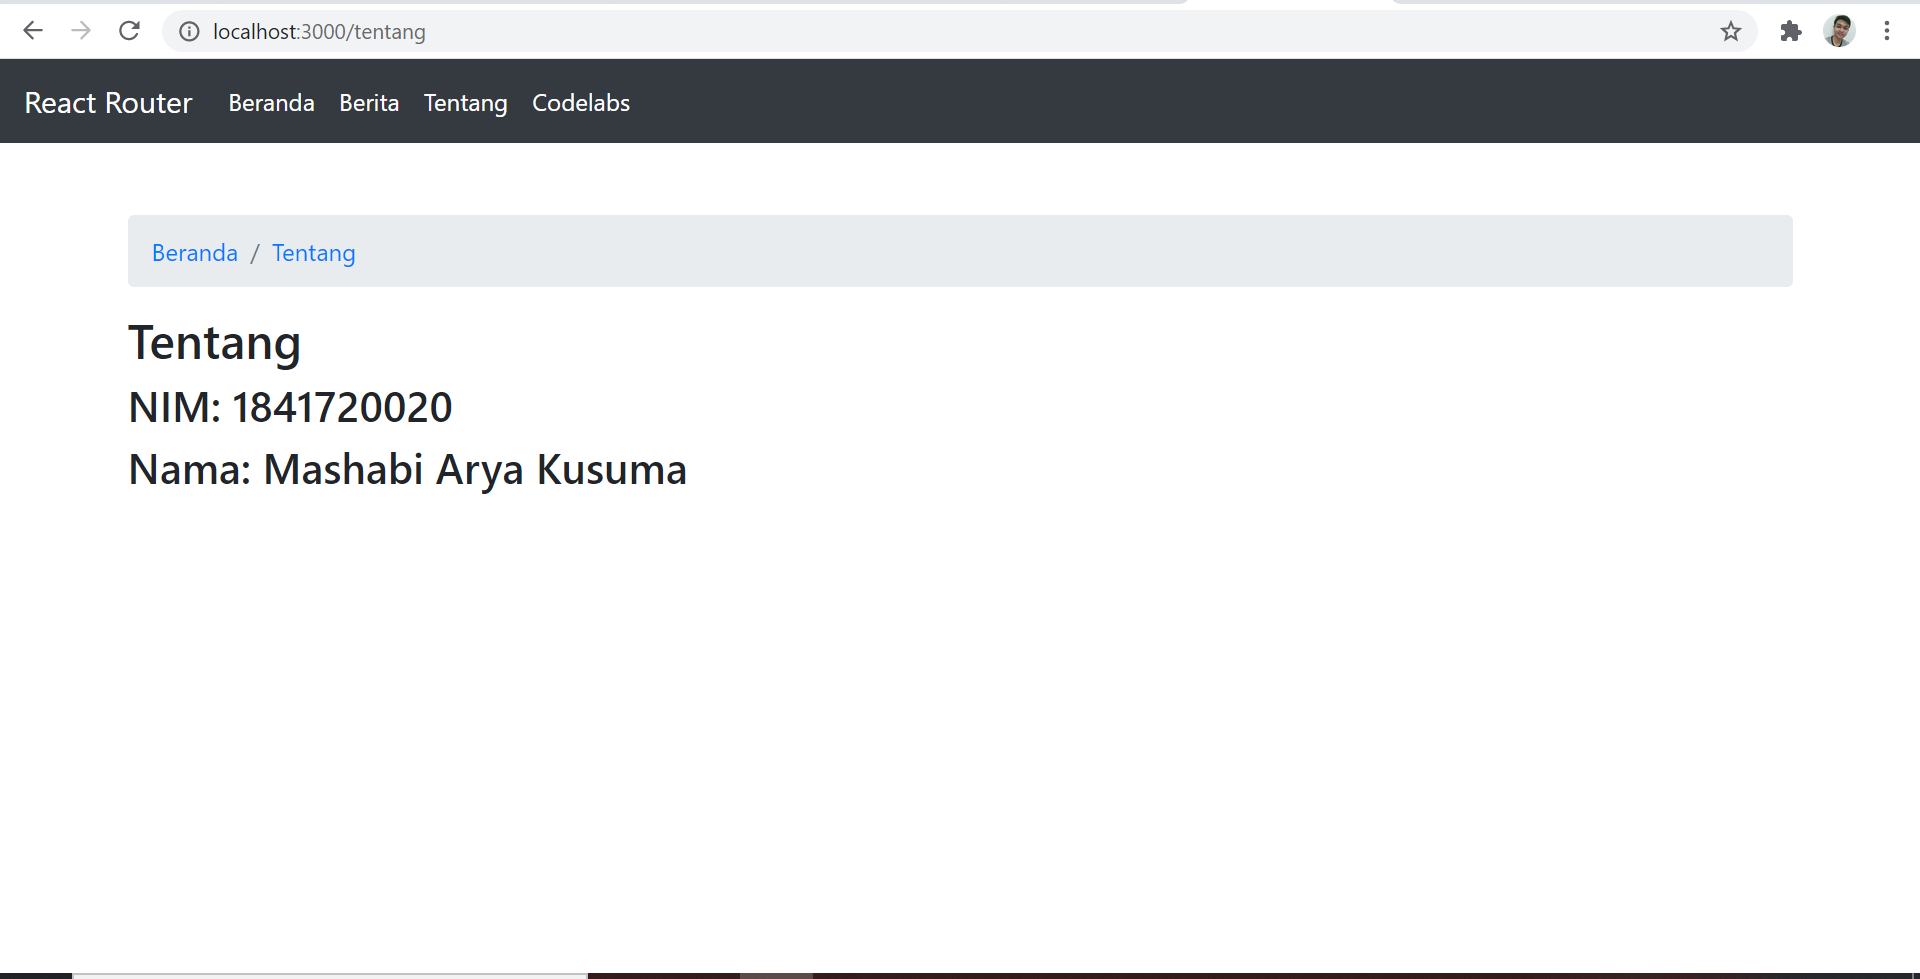 localhost:3000/tentang
React Router Beranda Berita Tentang Codelabs
Beranda / Tentang
Tentang
NIM: 1841720020
Nama: Mashabi Arya Kusuma